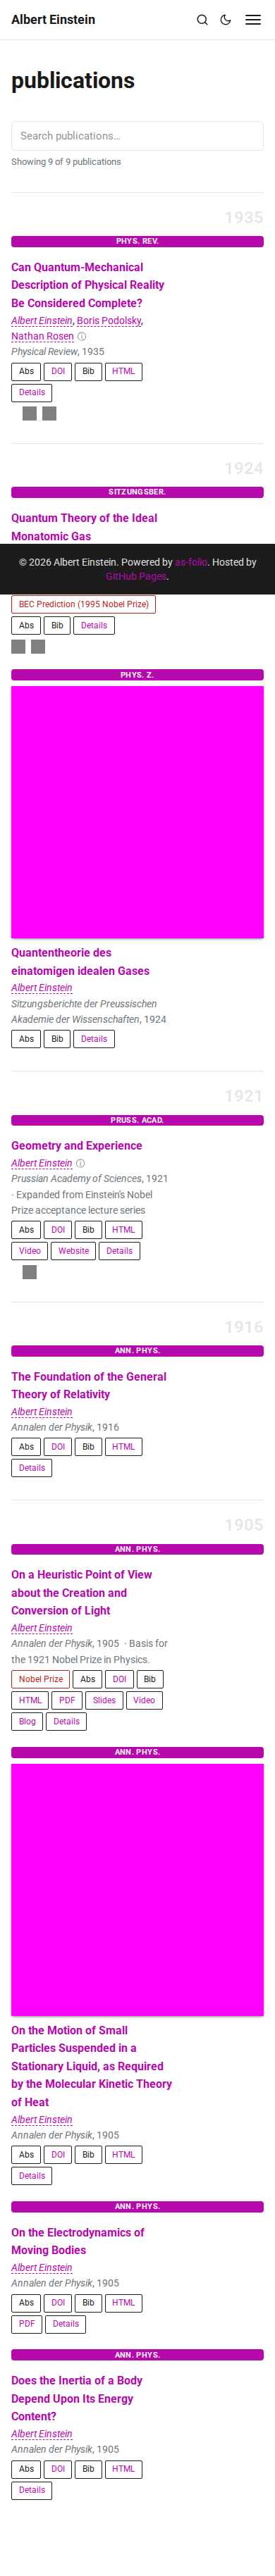 Albert Einstein
publications
Search publications...
Showing 9 of 9 publications
1935
PHYS. REV.
Can Quantum-Mechanical
Description of Physical Reality
Be Considered Complete?
Albert Einstein, Boris Podolsky,
Nathan Rosen
Physical Review, 1935
Abs DOI Bib HTML
Details
1924
SITZUNGSBER.
Quantum Theory of the Ideal
Monatomic Gas
© 2026 Albert Einstein. Powered by as-folio. Hosted by
GitHub Pages.
BEC Prediction (1995 Nobel Prize)
Abs Bib Details
PHYS. Z.
Quantentheorie des
einatomigen idealen Gases
Albert Einstein
Sitzungsberichte der Preussischen
Akademie der Wissenschaften, 1924
Abs Bib Details
1921
PRUSS. ACAD.
Geometry and Experience
Albert Einstein
Prussian Academy of Sciences, 1921
· Expanded from Einstein's Nobel
Prize acceptance lecture series
Abs DOI Bib HTML
Video Website Details
1916
ANN. PHYS.
The Foundation of the General
Theory of Relativity
Albert Einstein
Annalen der Physik, 1916
Abs DOI Bib HTML
Details
1905
ANN. PHYS.
On a Heuristic Point of View
about the Creation and
Conversion of Light
Albert Einstein
Annalen der Physik, 1905 · Basis for
the 1921 Nobel Prize in Physics.
Nobel Prize Abs DOI Bib
HTML PDF Slides Video
Blog Details
ANN. PHYS.
On the Motion of Small
Particles Suspended in a
Stationary Liquid, as Required
by the Molecular Kinetic Theory
of Heat
Albert Einstein
Annalen der Physik, 1905
Abs DOI Bib HTML
Details
ANN. PHYS.
On the Electrodynamics of
Moving Bodies
Albert Einstein
Annalen der Physik, 1905
Abs DOI Bib HTML
PDF Details
ANN. PHYS.
Does the Inertia of a Body
Depend Upon Its Energy
Content?
Albert Einstein
Annalen der Physik, 1905
Abs DOI Bib HTML
Details